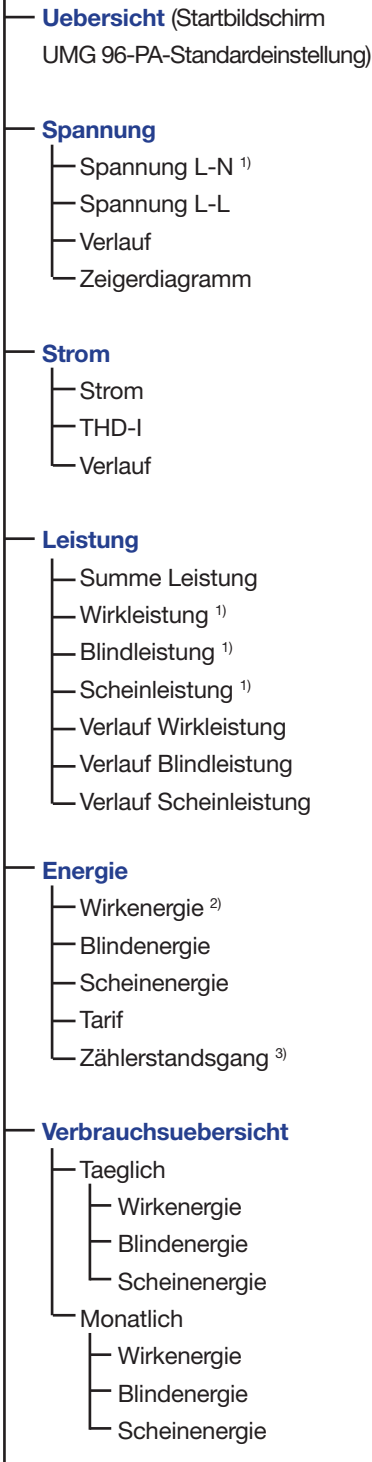 Uebersicht (Startbildschirm
UMG 96-PA-Standardeinstellung)
Spannung
Spannung L-N 1)
Spannung L-L
Verlauf
Zeigerdiagramm
Strom
Strom
THD-I
Verlauf
Leistung
Summe Leistung
Wirkleistung 1)
Blindleistung 1)
Scheinleistung 1)
Verlauf Wirkleistung
Verlauf Blindleistung
Verlauf Scheinleistung
Energie
Wirkenergie 2)
Blindenergie
Scheinenergie
Tarif
Zählerstandsgang 3)
Verbrauchsuebersicht
Taeglich
Wirkenergie
Blindenergie
Scheinenergie
Monatlich
Wirkenergie
Blindenergie
Scheinenergie